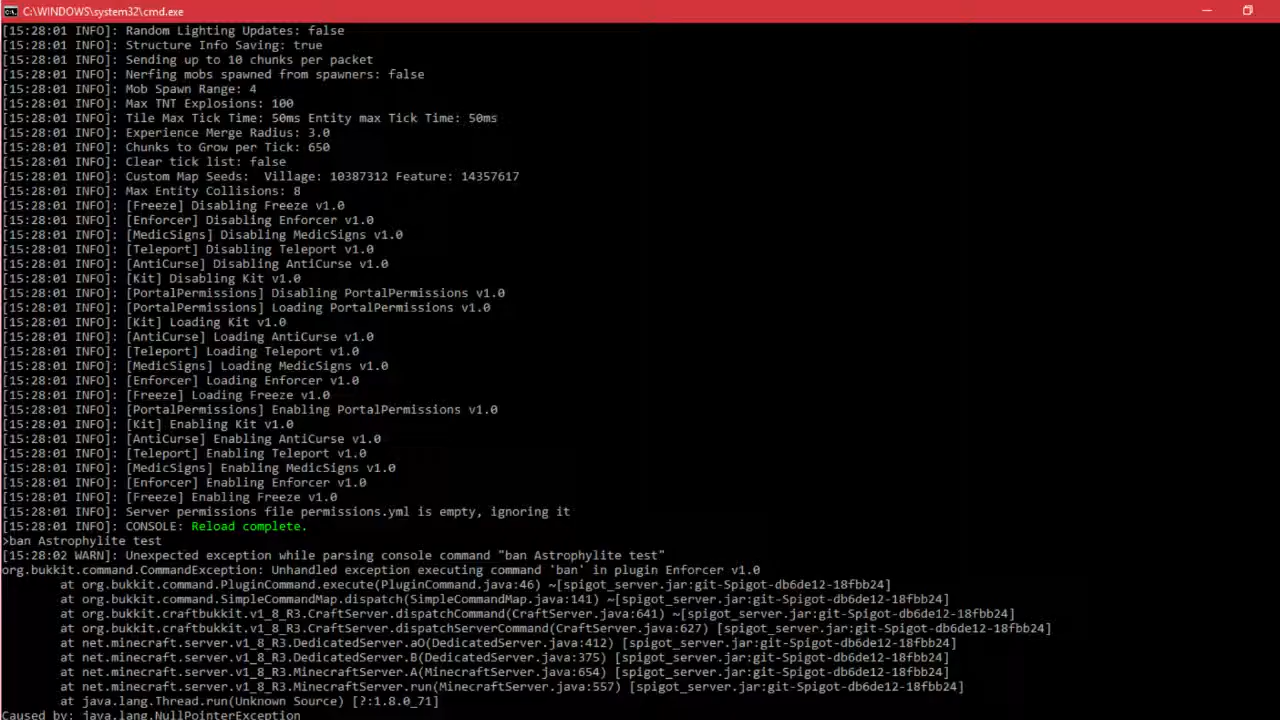 C:\WINDOWS\system32\cmd.exe
[15:28:01 INFO]: Random Lighting Updates: false
[15:28:01 INFO]: Structure Info Saving: true
[15:28:01 INFO]: Sending up to 10 chunks per packet
[15:28:01 INFO]: Nerfing mobs spawned from spawners: false
[15:28:01 INFO]: Mob Spawn Range: 4
[15:28:01 INFO]: Max TNT Explosions: 100
[15:28:01 INFO]: Tile Max Tick Time: 50ms Entity max Tick Time: 50ms
[15:28:01 INFO]: Experience Merge Radius: 3.0
[15:28:01 INFO]: Chunks to Grow per Tick: 650
[15:28:01 INFO]: Clear tick list: false
[15:28:01 INFO]: Custom Map Seeds:  Village: 10387312 Feature: 14357617
[15:28:01 INFO]: Max Entity Collisions: 8
[15:28:01 INFO]: [Freeze] Disabling Freeze v1.0
[15:28:01 INFO]: [Enforcer] Disabling Enforcer v1.0
[15:28:01 INFO]: [MedicSigns] Disabling MedicSigns v1.0
[15:28:01 INFO]: [Teleport] Disabling Teleport v1.0
[15:28:01 INFO]: [AntiCurse] Disabling AntiCurse v1.0
[15:28:01 INFO]: [Kit] Disabling Kit v1.0
[15:28:01 INFO]: [PortalPermissions] Disabling PortalPermissions v1.0
[15:28:01 INFO]: [PortalPermissions] Loading PortalPermissions v1.0
[15:28:01 INFO]: [Kit] Loading Kit v1.0
[15:28:01 INFO]: [AntiCurse] Loading AntiCurse v1.0
[15:28:01 INFO]: [Teleport] Loading Teleport v1.0
[15:28:01 INFO]: [MedicSigns] Loading MedicSigns v1.0
[15:28:01 INFO]: [Enforcer] Loading Enforcer v1.0
[15:28:01 INFO]: [Freeze] Loading Freeze v1.0
[15:28:01 INFO]: [PortalPermissions] Enabling PortalPermissions v1.0
[15:28:01 INFO]: [Kit] Enabling Kit v1.0
[15:28:01 INFO]: [AntiCurse] Enabling AntiCurse v1.0
[15:28:01 INFO]: [Teleport] Enabling Teleport v1.0
[15:28:01 INFO]: [MedicSigns] Enabling MedicSigns v1.0
[15:28:01 INFO]: [Enforcer] Enabling Enforcer v1.0
[15:28:01 INFO]: [Freeze] Enabling Freeze v1.0
[15:28:01 INFO]: Server permissions file permissions.yml is empty, ignoring it
[15:28:01 INFO]: CONSOLE: Reload complete.
>ban Astrophylite test
[15:28:02 WARN]: Unexpected exception while parsing console command "ban Astrophylite test"
org.bukkit.command.CommandException: Unhandled exception executing command 'ban' in plugin Enforcer v1.0
at org.bukkit.command.PluginCommand.execute(PluginCommand.java:46) ~[spigot_server.jar:git-Spigot-db6de12-18fbb24]
at org.bukkit.command.SimpleCommandMap.dispatch(SimpleCommandMap.java:141) ~[spigot_server.jar:git-Spigot-db6de12-18fbb24]
at org.bukkit.craftbukkit.v1_8_R3.CraftServer.dispatchCommand(CraftServer.java:641) ~[spigot_server.jar:git-Spigot-db6de12-18fbb24]
at org.bukkit.craftbukkit.v1_8_R3.CraftServer.dispatchServerCommand(CraftServer.java:627) [spigot_server.jar:git-Spigot-db6de12-18fbb24]
at net.minecraft.server.v1_8_R3.DedicatedServer.aO(DedicatedServer.java:412) [spigot_server.jar:git-Spigot-db6de12-18fbb24]
at net.minecraft.server.v1_8_R3.DedicatedServer.B(DedicatedServer.java:375) [spigot_server.jar:git-Spigot-db6de12-18fbb24]
at net.minecraft.server.v1_8_R3.MinecraftServer.A(MinecraftServer.java:654) [spigot_server.jar:git-Spigot-db6de12-18fbb24]
at net.minecraft.server.v1_8_R3.MinecraftServer.run(MinecraftServer.java:557) [spigot_server.jar:git-Spigot-db6de12-18fbb24]
at java.lang.Thread.run(Unknown Source) [?:1.8.0_71]
Caused by: java.lang.NullPointerException